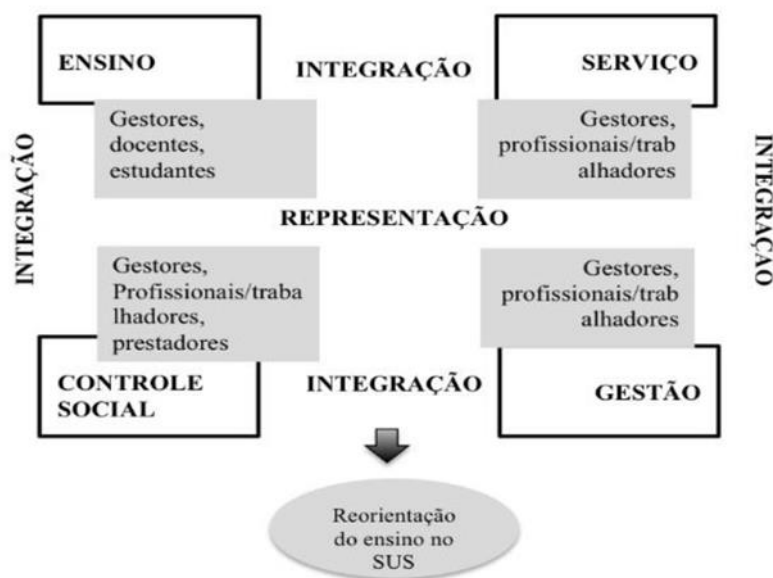 ENSINO
INTEGRAÇÃO
SERVIÇO
Gestores,
docentes,
estudantes
Gestores,
profissionais/trab
alhadores
INTEGRAÇÃO
INTEGRAÇAO
REPRESENTAÇÃO
Gestores,
Profissionais/traba
lhadores,
prestadores
Gestores,
profissionais/trab
alhadores
CONTROLE
SOCIAL
INTEGRAÇÃO
GESTÃO
Reorientação
do ensino no
SUS